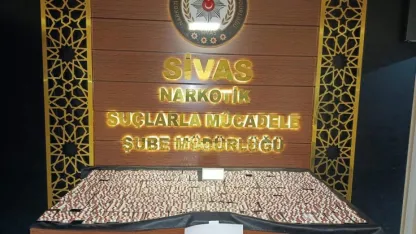 SİVAS
NARKOTİK
SUÇLARLA MÜCADELE
ŞUBE MÜDÜRLÜĞÜ